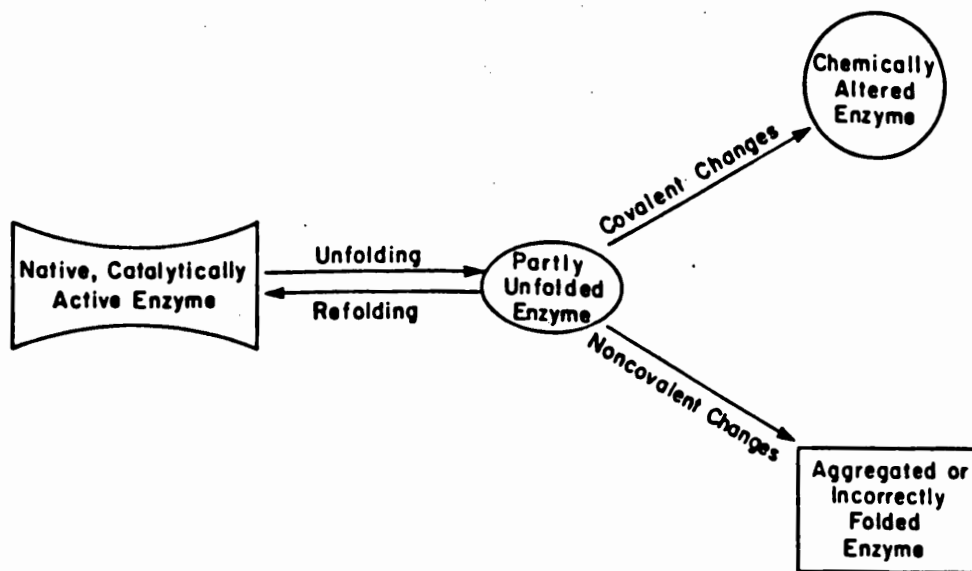 Chemically
Altered
Enzyme
Covalent Changes
Native, Catalytically
Active Enzyme
Unfolding
Refolding
Partly
Unfolded
Enzyme
Noncovalent Changes
Aggregated or
Incorrectly
Folded
Enzyme